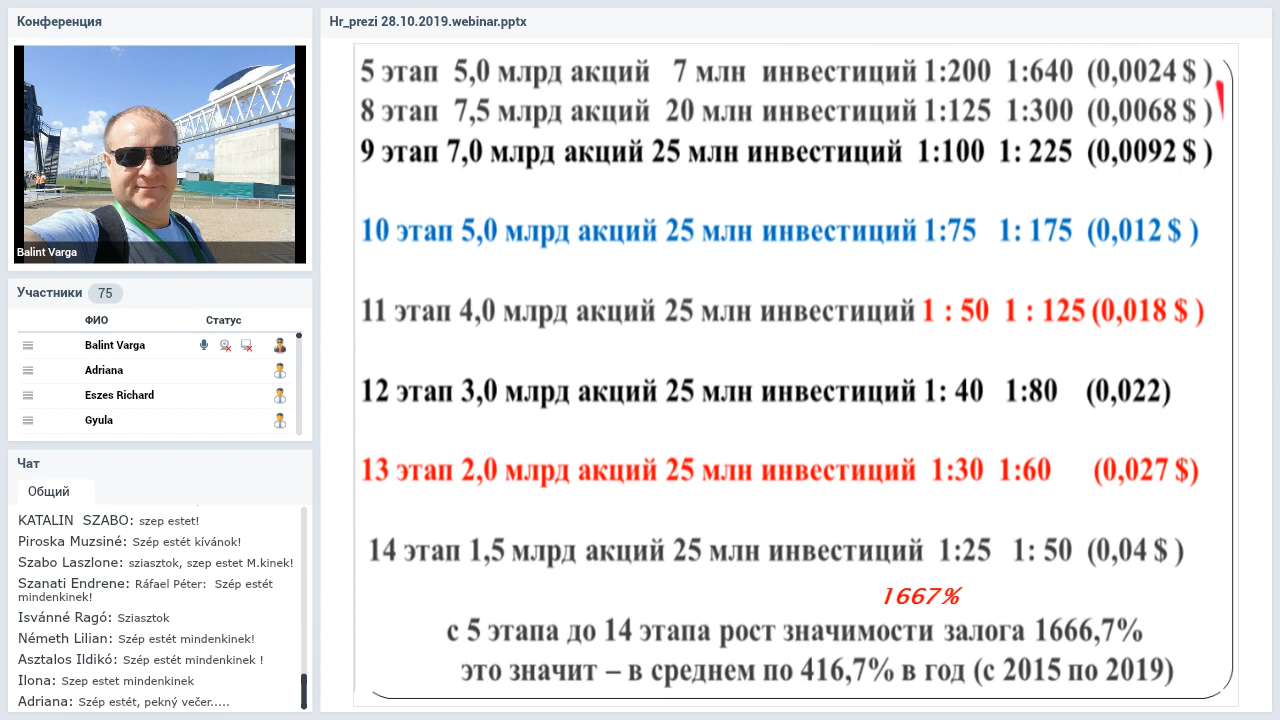 Конференция
Balint Varga
Участники 75
ФИО Статус
Balint Varga
Adriana
Eszes Richard
Gyula
Чат
Общий
KATALIN SZABO: szep estet!
Piroska Muzsiné: Szép estét kívánok!
Szabo Laszlone: sziasztok, szep estet M.kinek!
Szanati Endrene: Ráfael Péter: Szép estét
mindenkinek!
Isvánné Ragó: Sziasztok
Németh Lilian: Szép estét mindenkinek!
Asztalos Ildikó: Szép estét mindenkinek !
Ilona: Szep estet mindenkinek
Adriana: Szép estét, pekný večer.....
Hr_prezi 28.10.2019.webinar.pptx
5 этап 5,0 млрд акций 7 млн инвестиций 1:200 1:640 (0,0024 $ )
8 этап 7,5 млрд акций 20 млн инвестиций 1:125 1:300 (0,0068 $ )
9 этап 7,0 млрд акций 25 млн инвестиций 1:100 1: 225 (0,0092 $ )
10 этап 5,0 млрд акций 25 млн инвестиций 1:75 1: 175 (0,012 $ )
11 этап 4,0 млрд акций 25 млн инвестиций 1 : 50 1 : 125 (0,018 $ )
12 этап 3,0 млрд акций 25 млн инвестиций 1: 40 1:80 (0,022)
13 этап 2,0 млрд акций 25 млн инвестиций 1:30 1:60 (0,027 $)
14 этап 1,5 млрд акций 25 млн инвестиций 1:25 1: 50 (0,04 $ )
1667%
с 5 этапа до 14 этапа рост значимости залога 1666,7%
это значит – в среднем по 416,7% в год (с 2015 по 2019)